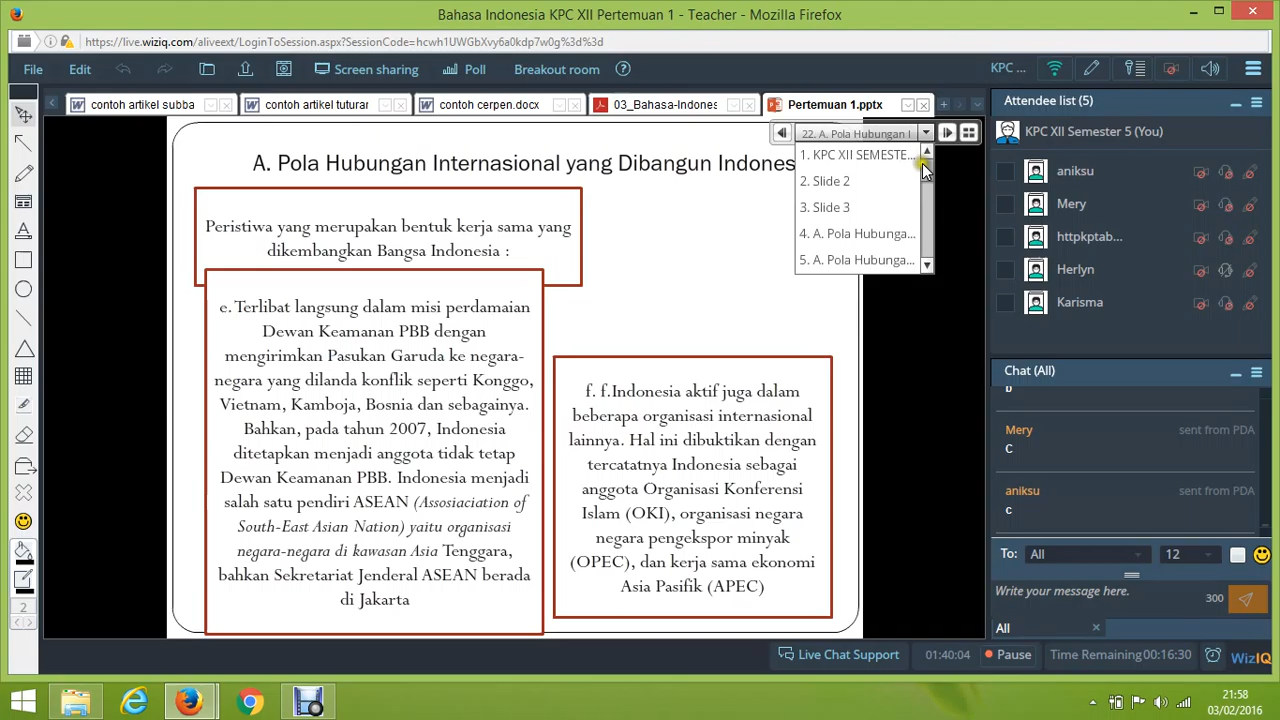 Bahasa Indonesia KPC XII Pertemuan 1 - Teacher - Mozilla Firefox
https://live.wiziq.com/aliveext/LoginToSession.aspx?SessionCode=hcwh1UWGbXvy6a0kdp7w0g%3d%3d
File Edit Screen sharing Poll Breakout room KPC ...
contoh artikel subba contoh artikel tuturar contoh cerpen.docx 03_Bahasa-Indones Pertemuan 1.pptx
22. A. Pola Hubungan I
1. KPC XII SEMESTE...
2. Slide 2
3. Slide 3
4. A. Pola Hubunga...
5. A. Pola Hubunga...
A. Pola Hubungan Internasional yang Dibangun Indones
Peristiwa yang merupakan bentuk kerja sama yang
dikembangkan Bangsa Indonesia :
e. Terlibat langsung dalam misi perdamaian
Dewan Keamanan PBB dengan
mengirimkan Pasukan Garuda ke negara-
negara yang dilanda konflik seperti Konggo,
Vietnam, Kamboja, Bosnia dan sebagainya.
Bahkan, pada tahun 2007, Indonesia
ditetapkan menjadi anggota tidak tetap
Dewan Keamanan PBB. Indonesia menjadi
salah satu pendiri ASEAN (Assosiaciation of
South-East Asian Nation) yaitu organisasi
negara-negara di kawasan Asia Tenggara,
bahkan Sekretariat Jenderal ASEAN berada
di Jakarta
f. f.Indonesia aktif juga dalam
beberapa organisasi internasional
lainnya. Hal ini dibuktikan dengan
tercatatnya Indonesia sebagai
anggota Organisasi Konferensi
Islam (OKI), organisasi negara
negara pengekspor minyak
(OPEC), dan kerja sama ekonomi
Asia Pasifik (APEC)
2
Attendee list (5)
KPC XII Semester 5 (You)
aniksu
Mery
httpkptab...
Herlyn
Karisma
Chat (All)
b
Mery sent from PDA
C
aniksu sent from PDA
c
To: All 12
Write your message here.
300
All
Live Chat Support 01:40:04 Pause Time Remaining 00:16:30 WizIQ
21:58
03/02/2016